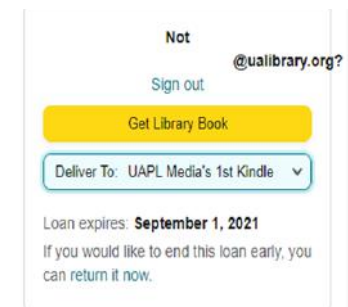 Not
@ualibrary.org?
Sign out
Get Library Book
Deliver To: UAPL Media's 1st Kindle
Loan expires: September 1, 2021
If you would like to end this loan early, you
can return it now.